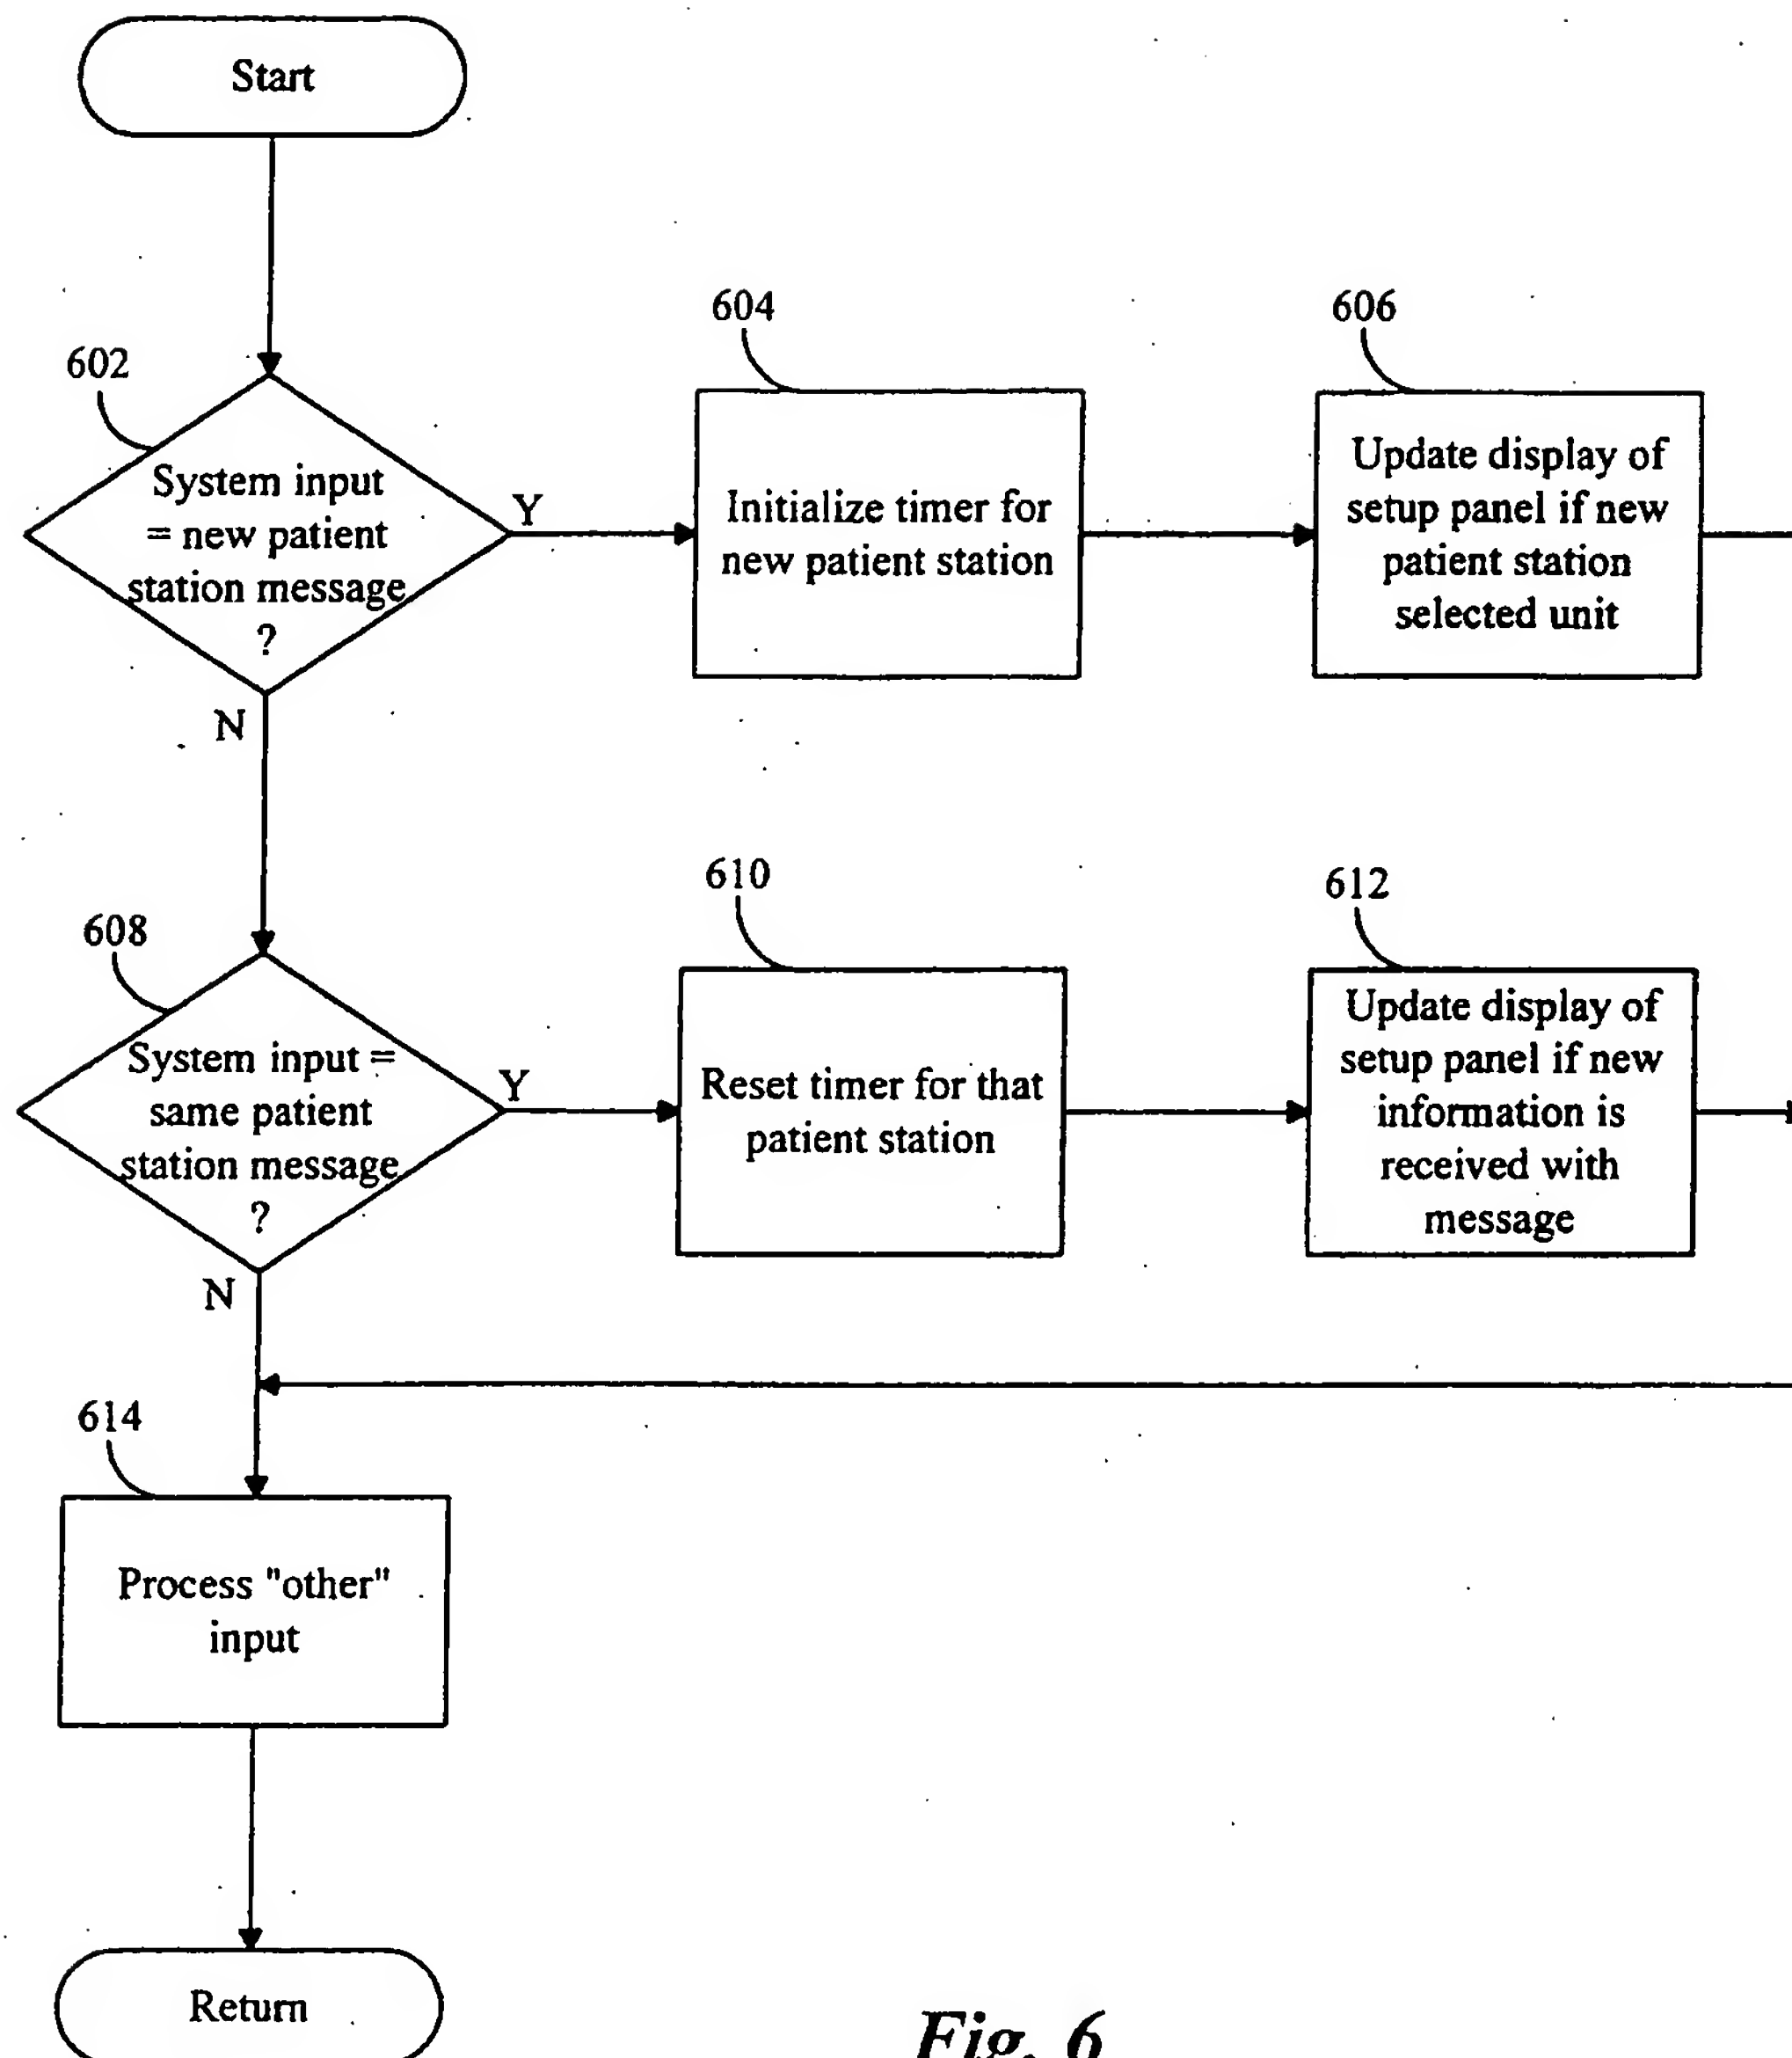 Start
602
System input
= new patient
station message
?
Y
N
604
Initialize timer for
new patient station
606
Update display of
setup panel if new
patient station
selected unit
608
System input =
same patient
station message
?
Y
N
610
Reset timer for that
patient station
612
Update display of
setup panel if new
information is
received with
message
614
Process "other"
input
Return
Fig. 6